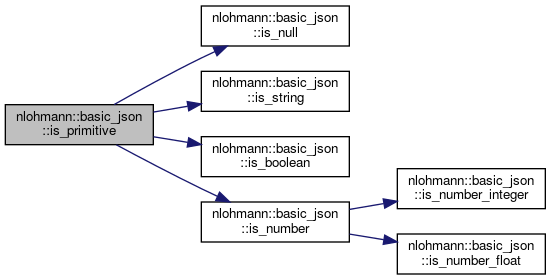 nlohmann::basic_json
::is_primitive
nlohmann::basic_json
::is_null
nlohmann::basic_json
::is_string
nlohmann::basic_json
::is_boolean
nlohmann::basic_json
::is_number
nlohmann::basic_json
::is_number_integer
nlohmann::basic_json
::is_number_float